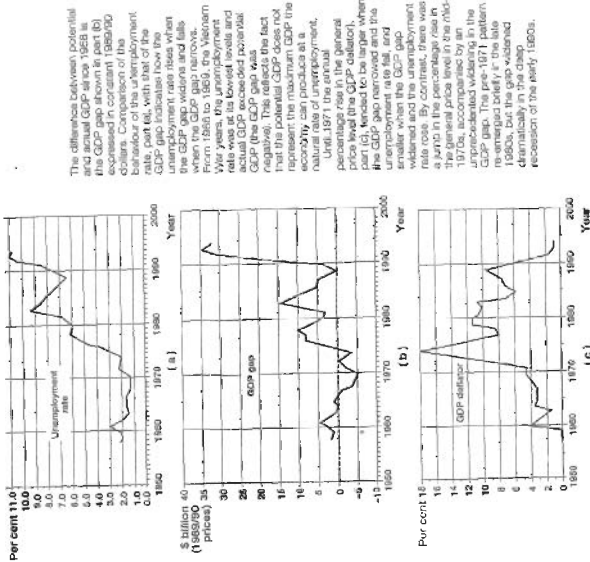 Per cent 11.0
10.0
9.0
8.0
7.0
6.0
5.0
4.0
3.0
2.0
1.0
0.0
Unemployment
rate
1950
1960
1970
1980
1990
2000
Year
(a)
$ billion
(1989/90
prices)
40
35
30
25
20
15
10
5
0
-5
-10
GDP gap
1950
1960
1970
1980
1990
2000
Year
(b)
Per cent 18
16
14
12
10
8
6
4
2
0
GDP deflator
1950
1960
1970
1980
1990
2000
Year
(c)
The difference between potential
and actual GDP since 1958 is
the GDP gap shown in part (b)
expressed in constant 1989/90
dollars. Comparison of the
behaviour of the unemployment
rate, part (a), with that of the
GDP gap indicates how the
unemployment rate rises when
the GDP gap widens and falls
when the GDP gap narrows.
From 1966 to 1969, the Vietnam
War years, the unemployment
rate was at its lowest levels and
actual GDP exceeded potential
GDP (the GDP gap was
negative). This reflects the fact
that the potential GDP does not
represent the maximum GDP the
economy can produce at a
natural rate of unemployment.
Until 1971 the annual
percentage rise in the general
price level (the GDP deflator,
part (c)), tended to be larger when
the GDP gap narrowed and the
unemployment rate fell, and
smaller when the GDP gap
widened and the unemployment
rate rose. By contrast, there was
a jump in the percentage rise in
the general price level in the mid-
1970s, accompanied by an
unprecedented widening in the
GDP gap. The pre-1971 pattern
re-emerged briefly in the late
1980s, but the gap widened
dramatically in the deep
recession of the early 1990s.